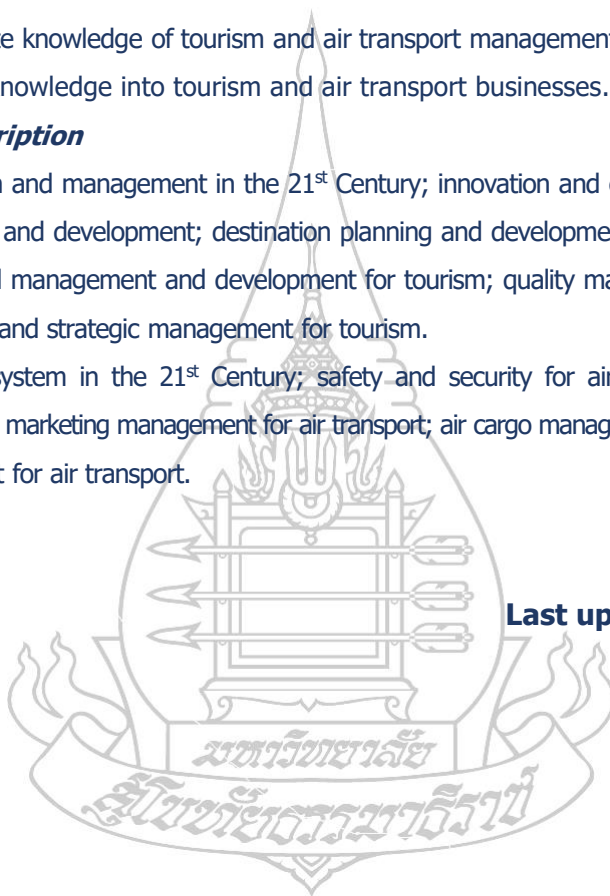 te knowledge of tourism and air transport management
nowledge into tourism and air transport businesses.
ription
n and management in the 21st Century; innovation and
and development; destination planning and developme
l management and development for tourism; quality ma
and strategic management for tourism.
system in the 21st Century; safety and security for air
marketing management for air transport; air cargo manag
t for air transport.
Last up
มหาวิทยาลัย
สุโขทัยธรรมาธิราช